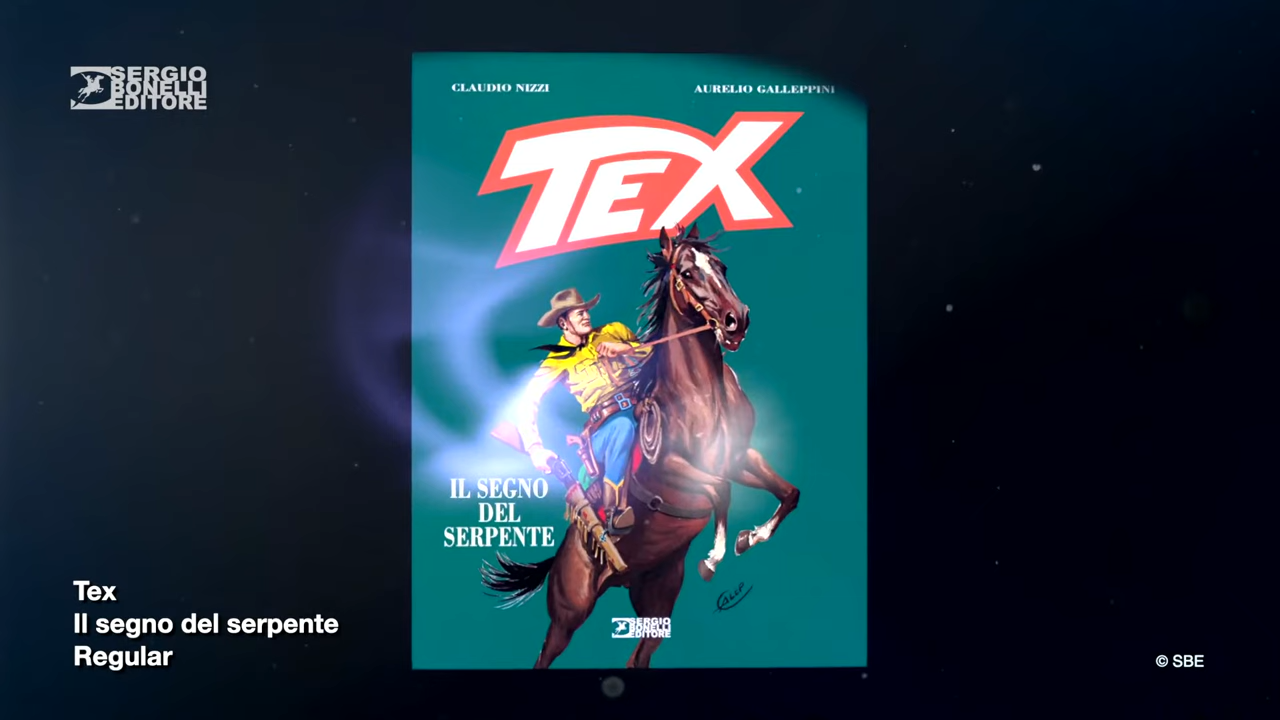 SERGIO
BONELLI
EDITORE
CLAUDIO NIZZI
AURELIO GALLEPPINI
TEX
IL SEGNO
DEL
SERPENTE
GALEP
SERGIO
BONELLI
EDITORE
Tex
Il segno del serpente
Regular
© SBE